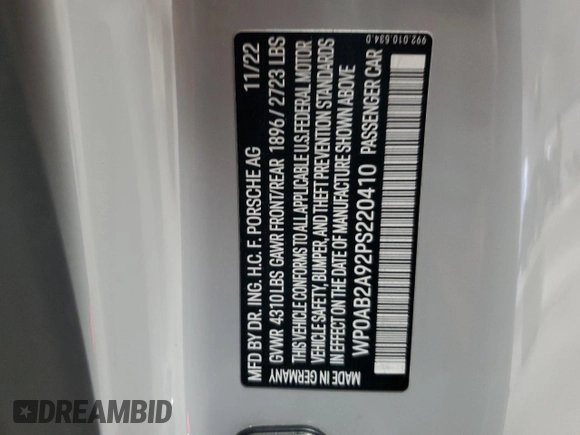 992.010.534.D
MFD BY DR. ING. H.C. F. PORSCHE AG 11/22
GVWR 4310 LBS GAWR FRONT/REAR 1896/2723 LBS
THIS VEHICLE CONFORMS TO ALL APPLICABLE U.S. FEDERAL MOTOR
VEHICLE SAFETY, BUMPER, AND THEFT PREVENTION STANDARDS
IN EFFECT ON THE DATE OF MANUFACTURE SHOWN ABOVE
WP0AB2A92PS220410 PASSENGER CAR
MADE IN GERMANY
DREAMBID